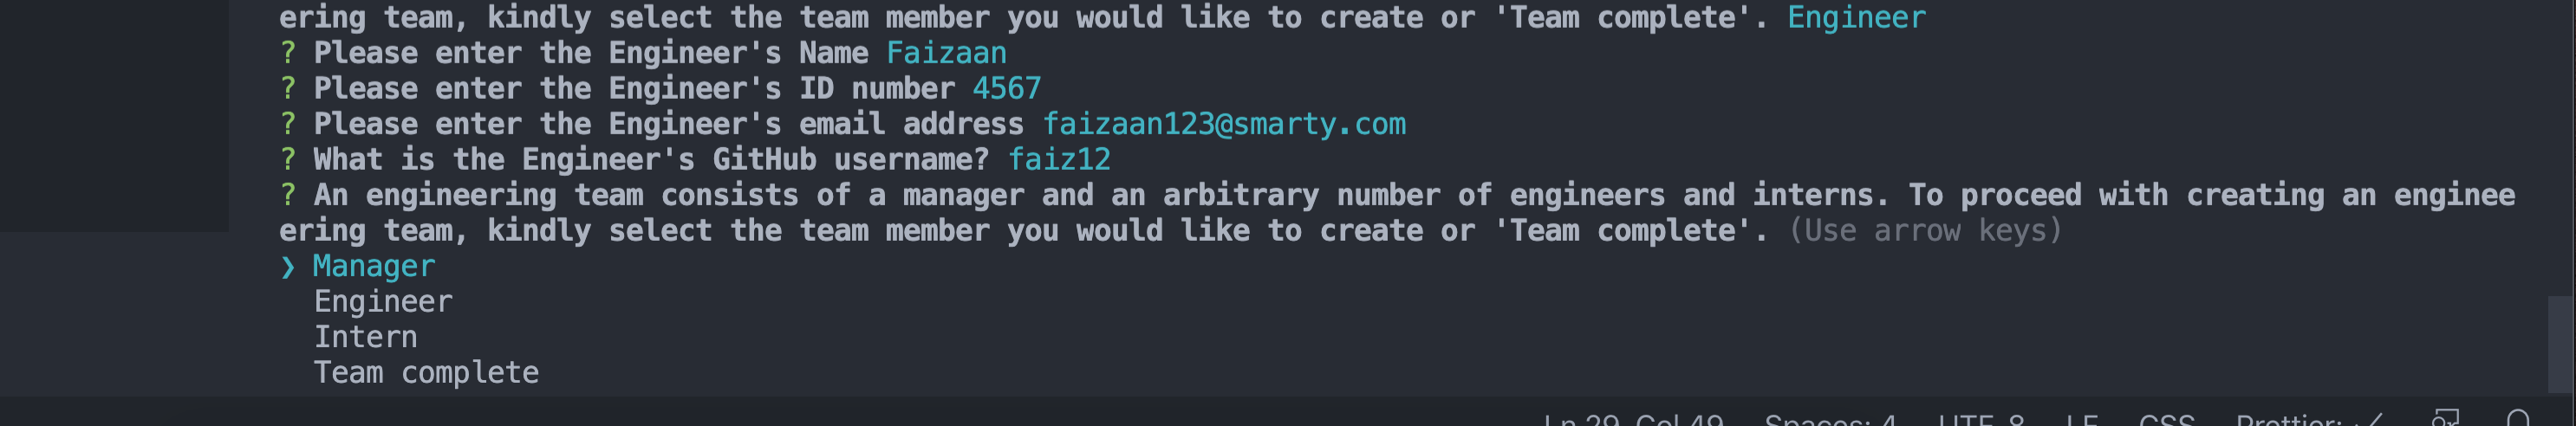 ering team, kindly select the team member you would like to create or 'Team complete'. Engineer
? Please enter the Engineer's Name Faizaan
? Please enter the Engineer's ID number 4567
? Please enter the Engineer's email address faizaan123@smarty.com
? What is the Engineer's GitHub username? faiz12
? An engineering team consists of a manager and an arbitrary number of engineers and interns. To proceed with creating an enginee
ering team, kindly select the team member you would like to create or 'Team complete'. (Use arrow keys)
❯ Manager
Engineer
Intern
Team complete
Ln 29, Col 49 Spaces: 4 UTF-8 LF CSS Prettier: ✓